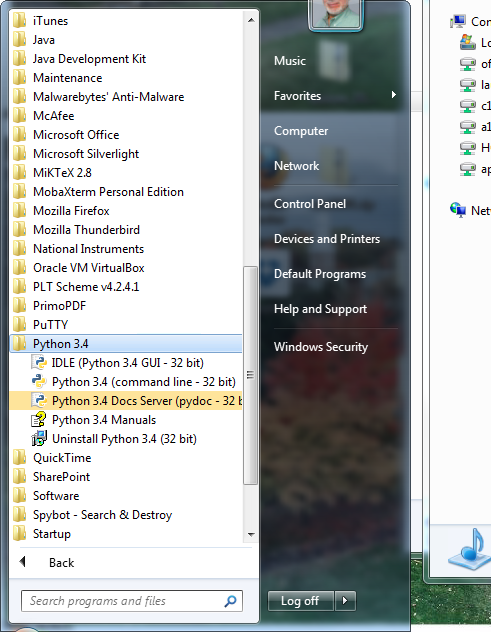 iTunes
Java
Java Development Kit
Maintenance
Malwarebytes' Anti-Malware
McAfee
Microsoft Office
Microsoft Silverlight
MiKTeX 2.8
MobaXterm Personal Edition
Mozilla Firefox
Mozilla Thunderbird
National Instruments
Oracle VM VirtualBox
PLT Scheme v4.2.4.1
PrimoPDF
PuTTY
Python 3.4
IDLE (Python 3.4 GUI - 32 bit)
Python 3.4 (command line - 32 bit)
Python 3.4 Docs Server (pydoc - 32 b
Python 3.4 Manuals
Uninstall Python 3.4 (32 bit)
QuickTime
SharePoint
Software
Spybot - Search & Destroy
Startup
Back
Search programs and files
Music
Favorites
Computer
Network
Control Panel
Devices and Printers
Default Programs
Help and Support
Windows Security
Log off
Con
Lo
of
la
c1
a1
H
ap
Netv